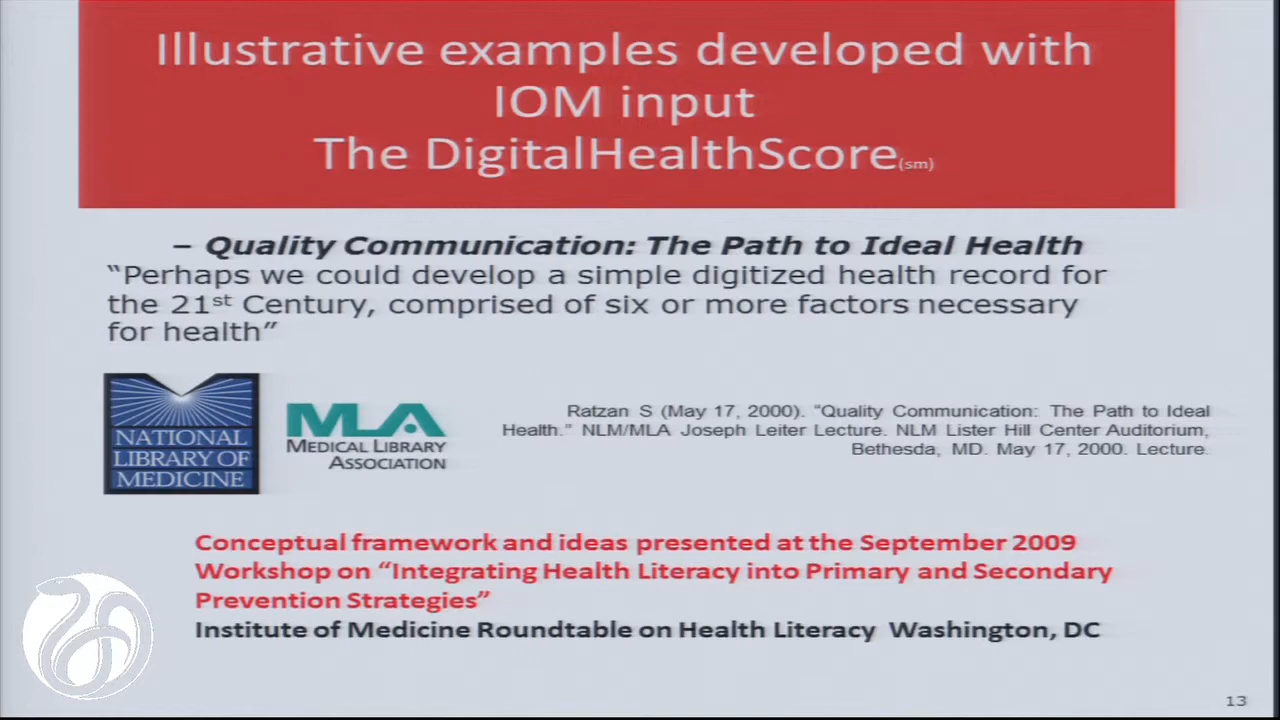 Illustrative examples developed with
IOM input
The DigitalHealthScore(sm)
– Quality Communication: The Path to Ideal Health
“Perhaps we could develop a simple digitized health record for
the 21st Century, comprised of six or more factors necessary
for health”
NATIONAL
LIBRARY OF
MEDICINE
MLA
MEDICAL LIBRARY
ASSOCIATION
Ratzan S (May 17, 2000). “Quality Communication: The Path to Ideal
Health.” NLM/MLA Joseph Leiter Lecture. NLM Lister Hill Center Auditorium,
Bethesda, MD. May 17, 2000. Lecture.
Conceptual framework and ideas presented at the September 2009
Workshop on “Integrating Health Literacy into Primary and Secondary
Prevention Strategies”
Institute of Medicine Roundtable on Health Literacy Washington, DC
13